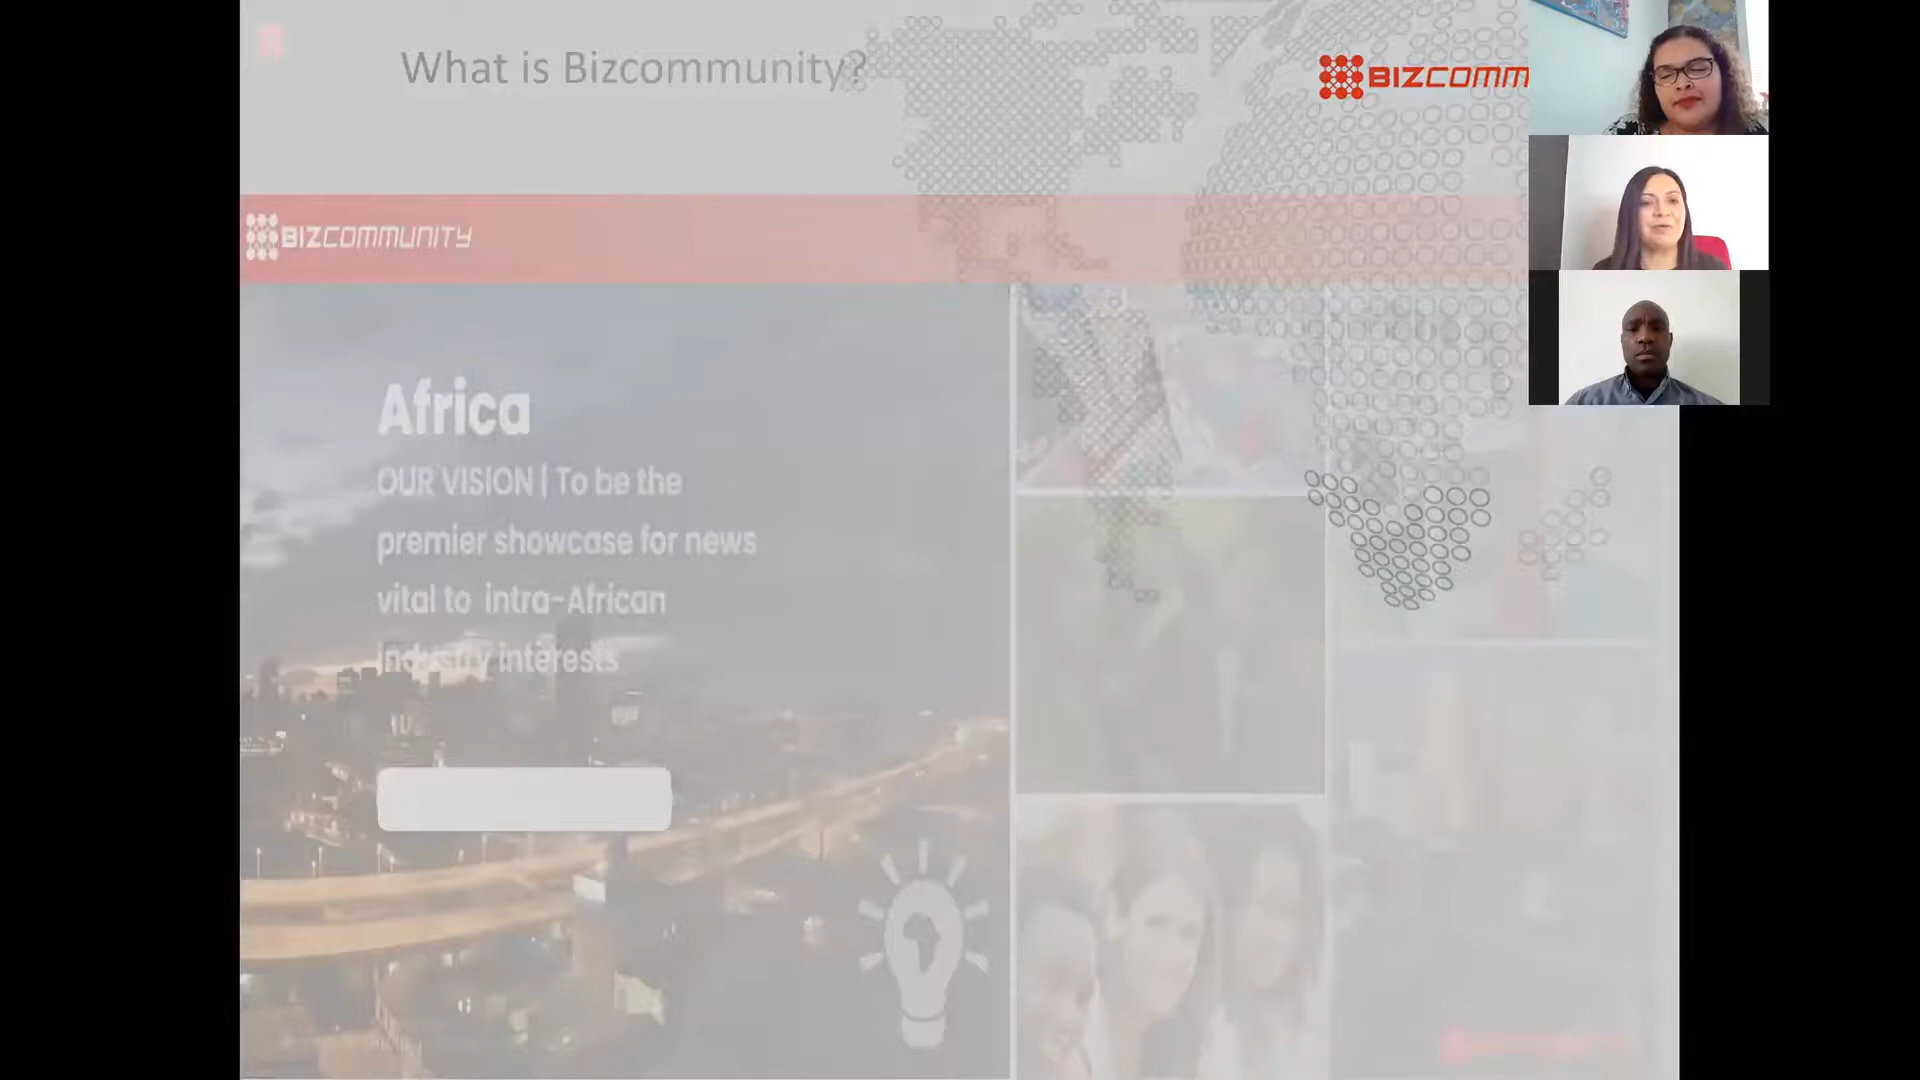 What is Bizcommunity?
BIZCOMM
BIZCOMMUNITY
Africa
OUR VISION | To be the
premier showcase for news
vital to intra-African
industry interests